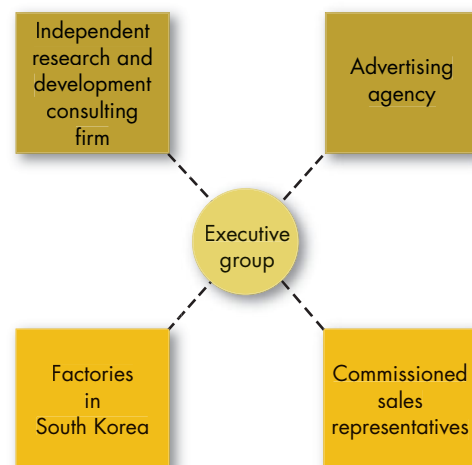 Independent
research and
development
consulting
firm
Advertising
agency
Executive
group
Factories
in
South Korea
Commissioned
sales
representatives